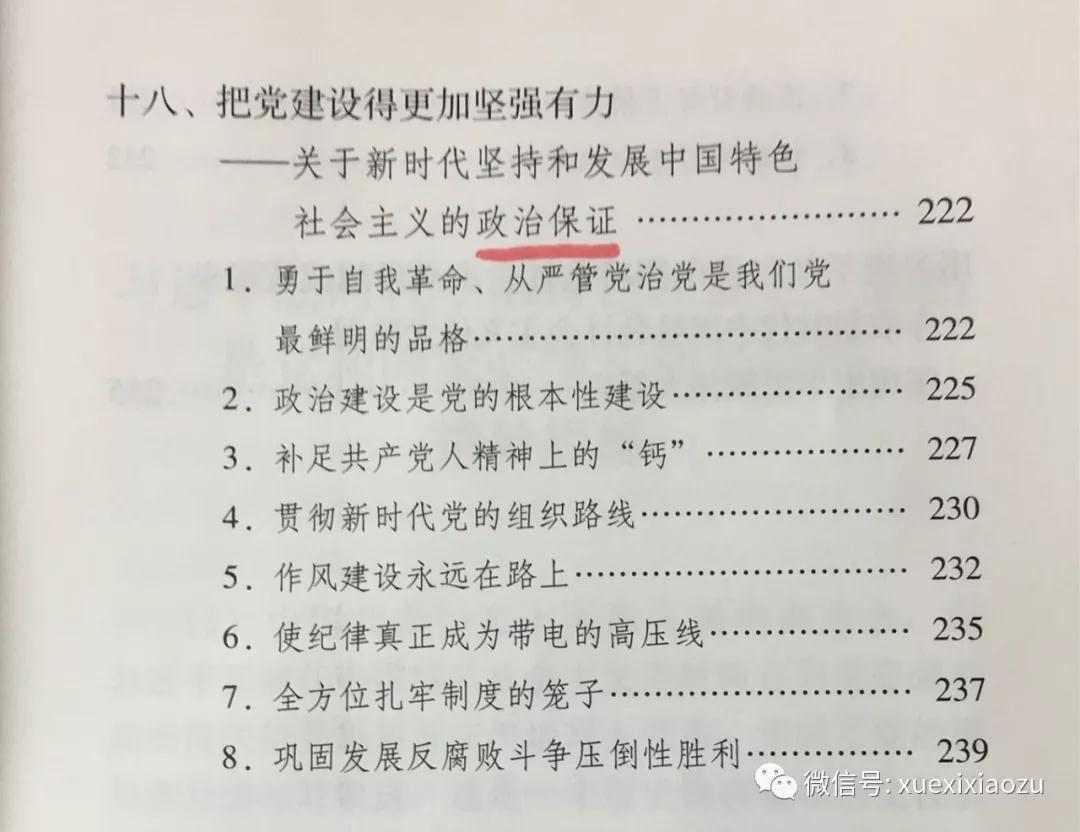 十八、把党建设得更加坚强有力
——关于新时代坚持和发展中国特色
社会主义的政治保证 ……………………… 222
1. 勇于自我革命、从严管党治党是我们党
最鲜明的品格…………………………………… 222
2. 政治建设是党的根本性建设…………………… 225
3. 补足共产党人精神上的“钙” ………………… 227
4. 贯彻新时代党的组织路线……………………… 230
5. 作风建设永远在路上…………………………… 232
6. 使纪律真正成为带电的高压线………………… 235
7. 全方位扎牢制度的笼子………………………… 237
8. 巩固发展反腐败斗争压倒性胜利……………… 239
微信号: xuexixiaozu